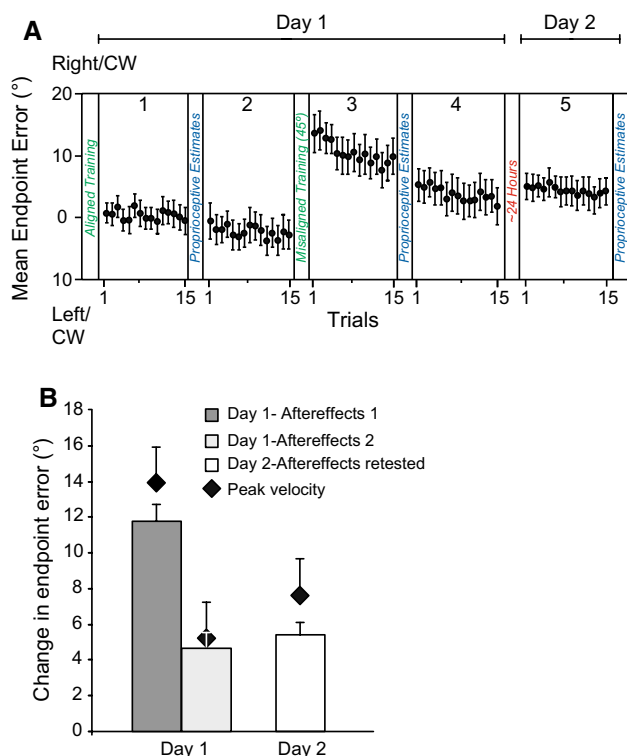 A
Day 1
Day 2
Right/CW
Mean Endpoint Error (°)
20
10
0
10
Left/
CW
Aligned Training
1
Proprioceptive Estimates
2
Misaligned Training (45°)
3
Proprioceptive Estimates
4
~24 Hours
5
Proprioceptive Estimates
1 15 1 15 1 15 1 15 1 15
Trials
B
Change in endpoint error (°)
18
16
14
12
10
8
6
4
2
0
Day 1- Aftereffects 1
Day 1-Aftereffects 2
Day 2-Aftereffects retested
Peak velocity
Day 1 Day 2